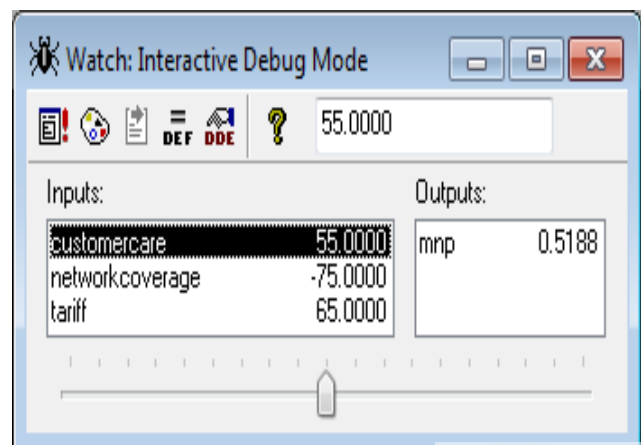 Watch: Interactive Debug Mode
DEF DDE ? 55.0000
Inputs: Outputs:
customercare 55.0000 mnp 0.5188
networkcoverage -75.0000
tariff 65.0000